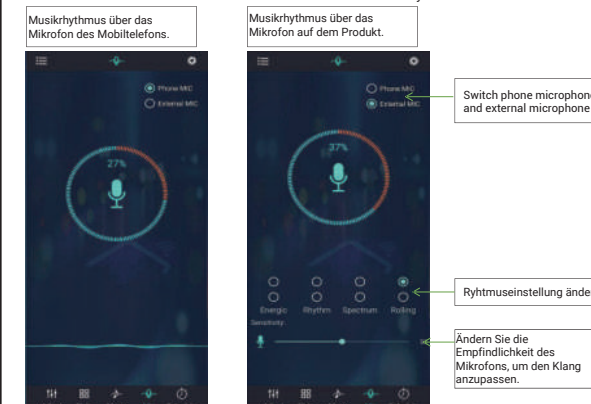 Musikrhythmus über das
Mikrofon des Mobiltelefons.
Musikrhythmus über das
Mikrofon auf dem Produkt.
Phone MIC
External MIC
27%
Phone MIC
External MIC
37%
Switch phone microphone
and external microphone
Energic Rhythm Spectrum Rolling
Sensitivity:
Ryhtmuseinstellung änder
Ändern Sie die
Empfindlichkeit des
Mikrofons, um den Klang
anzupassen.